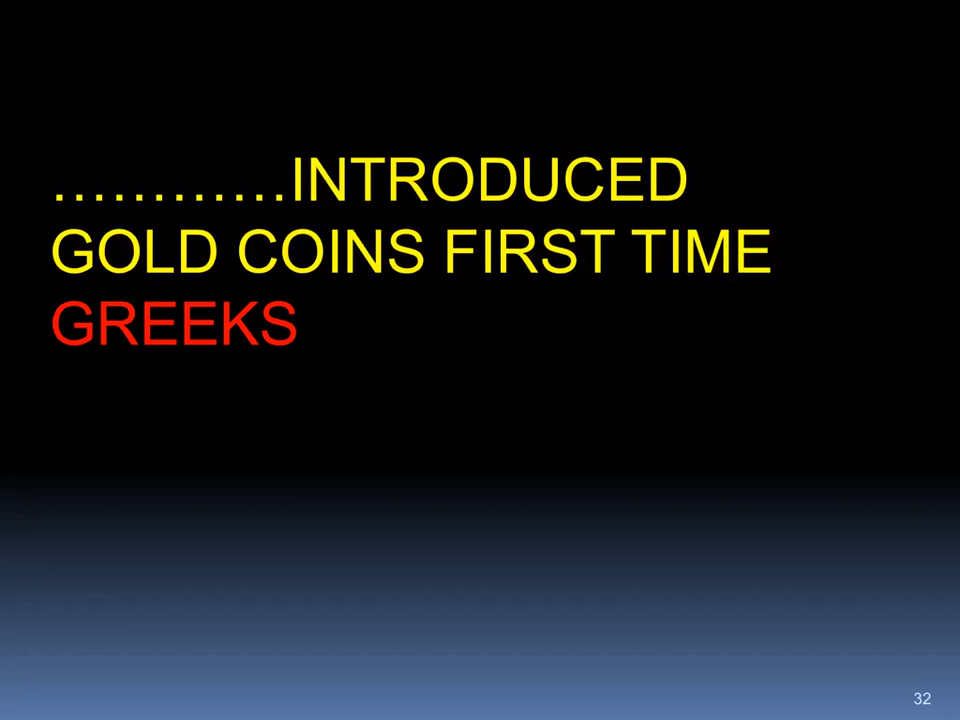 …………INTRODUCED
GOLD COINS FIRST TIME
GREEKS
32